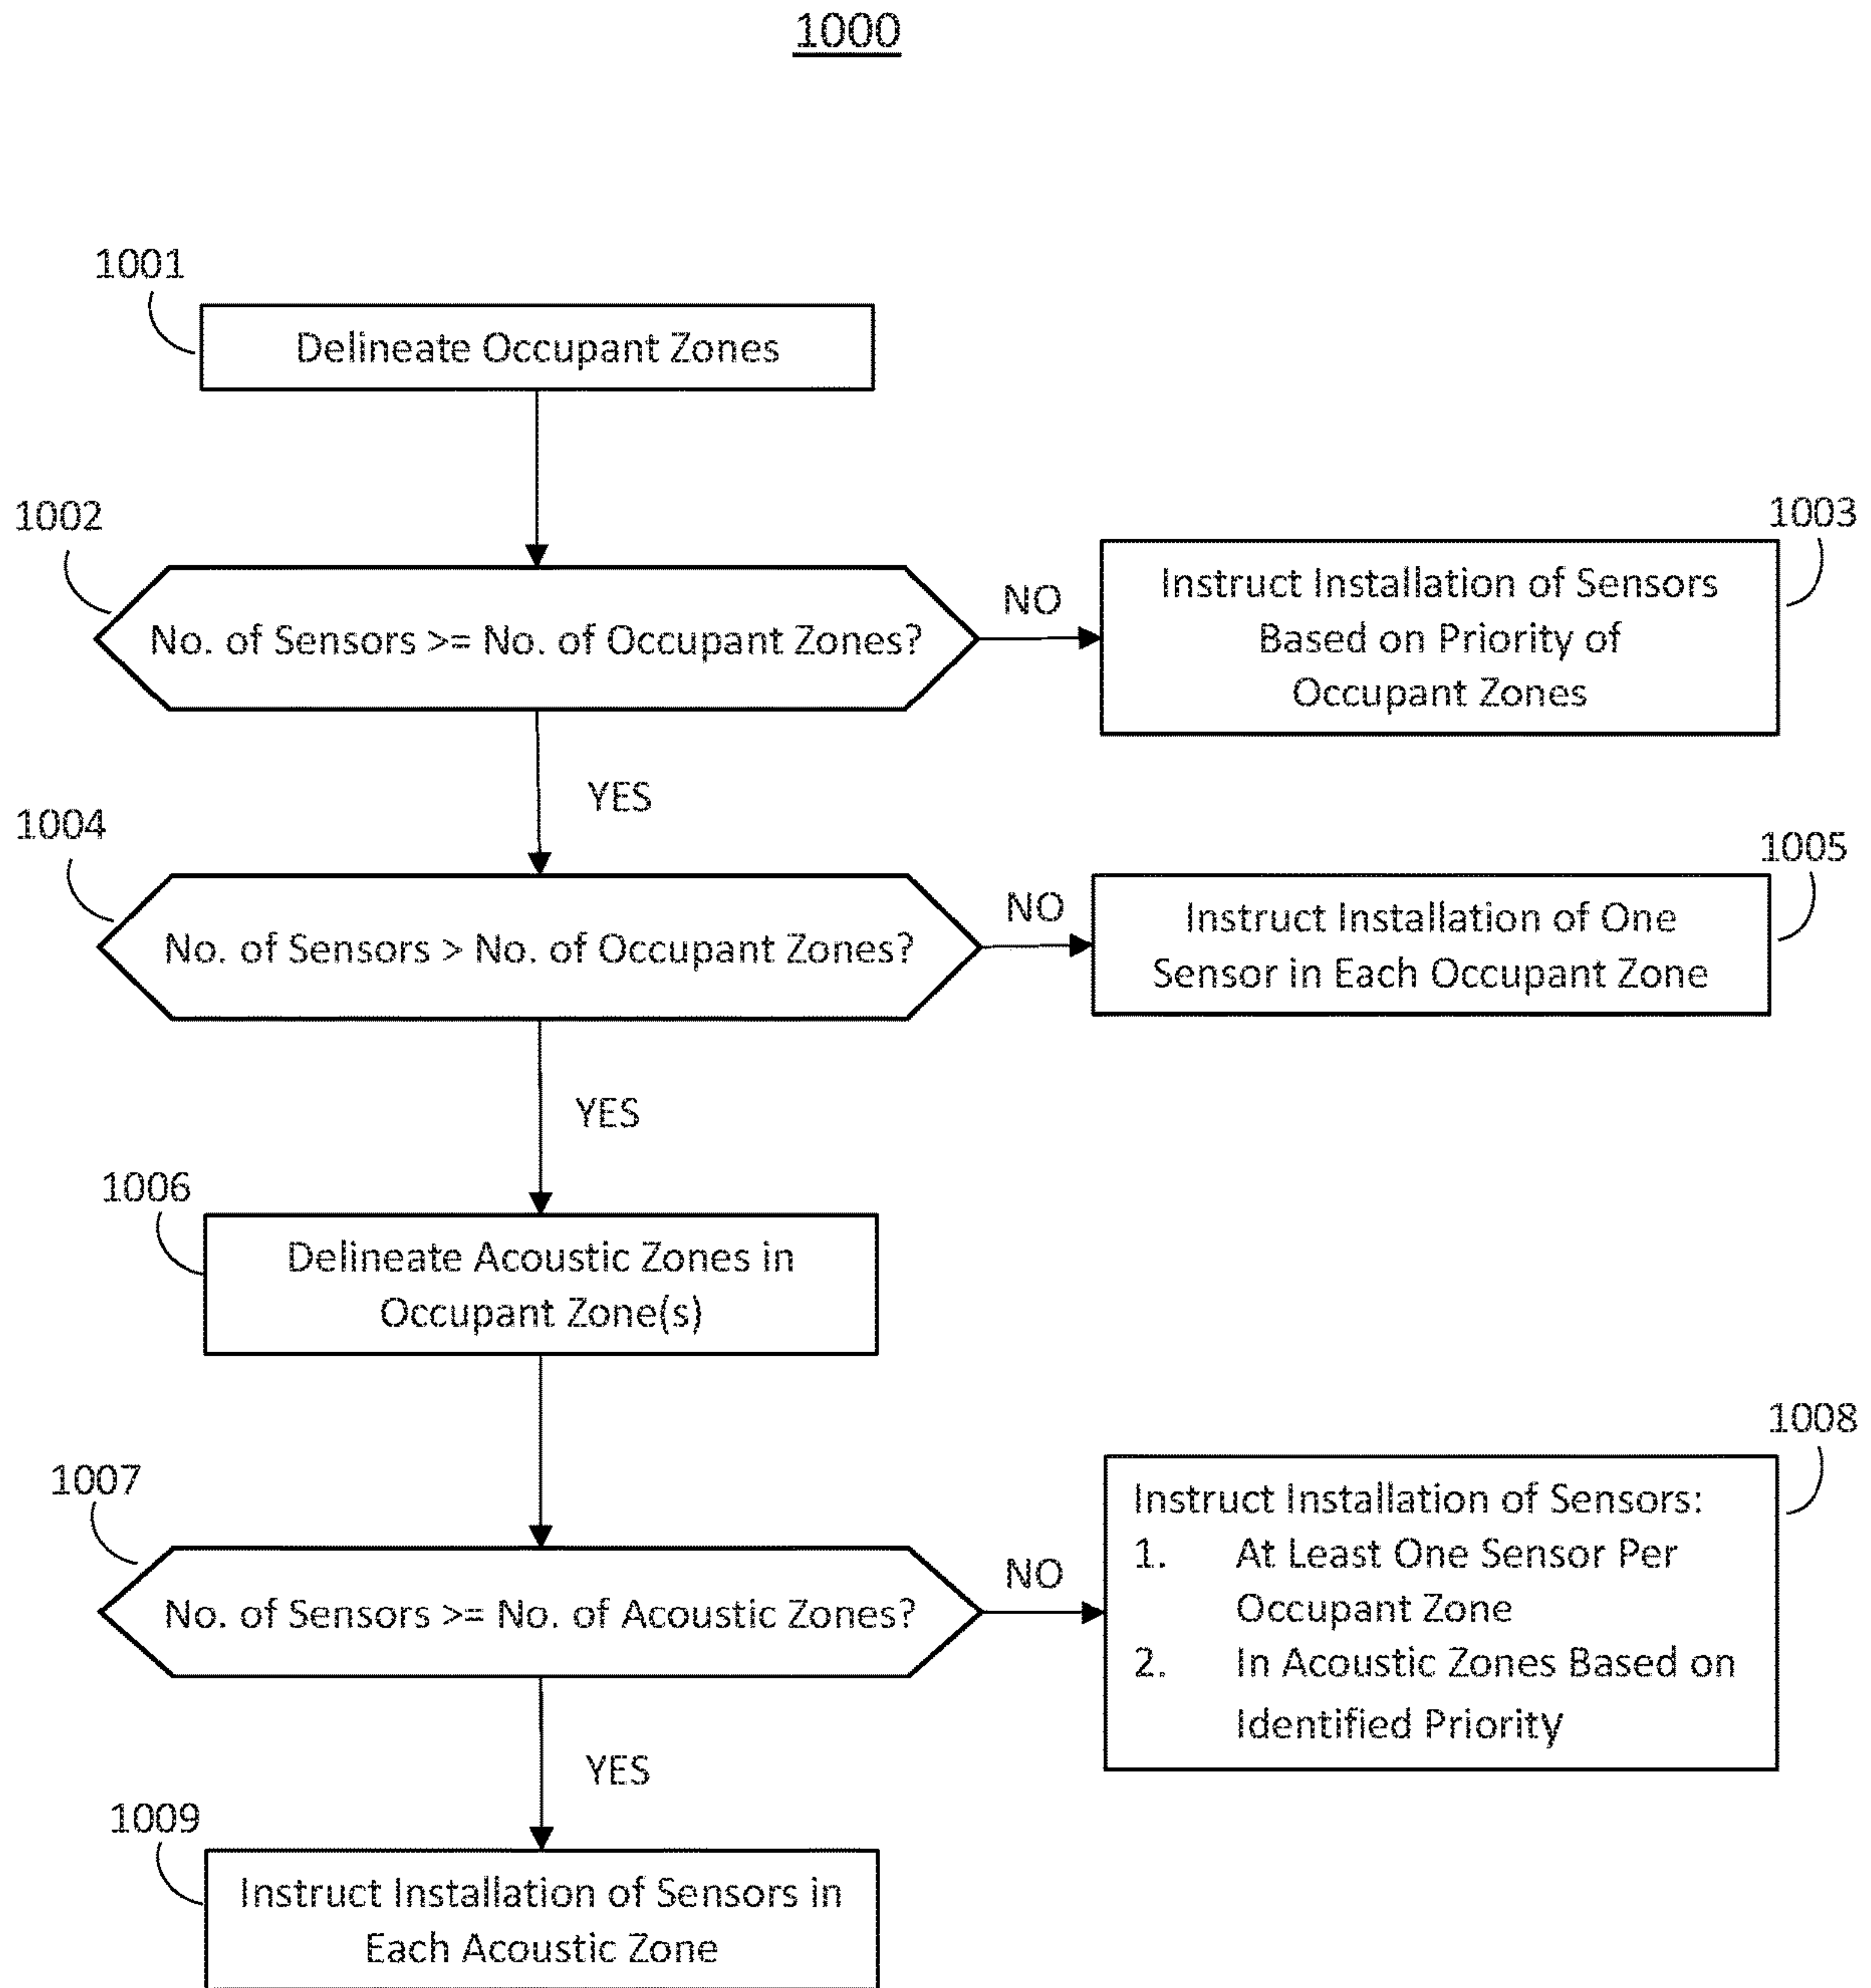 1000
1001
Delineate Occupant Zones
1002
No. of Sensors >= No. of Occupant Zones?
NO
1003
Instruct Installation of Sensors
Based on Priority of
Occupant Zones
YES
1004
No. of Sensors > No. of Occupant Zones?
NO
1005
Instruct Installation of One
Sensor in Each Occupant Zone
YES
1006
Delineate Acoustic Zones in
Occupant Zone(s)
1007
No. of Sensors >= No. of Acoustic Zones?
NO
1008
Instruct Installation of Sensors:
1. At Least One Sensor Per
Occupant Zone
2. In Acoustic Zones Based on
Identified Priority
YES
1009
Instruct Installation of Sensors in
Each Acoustic Zone